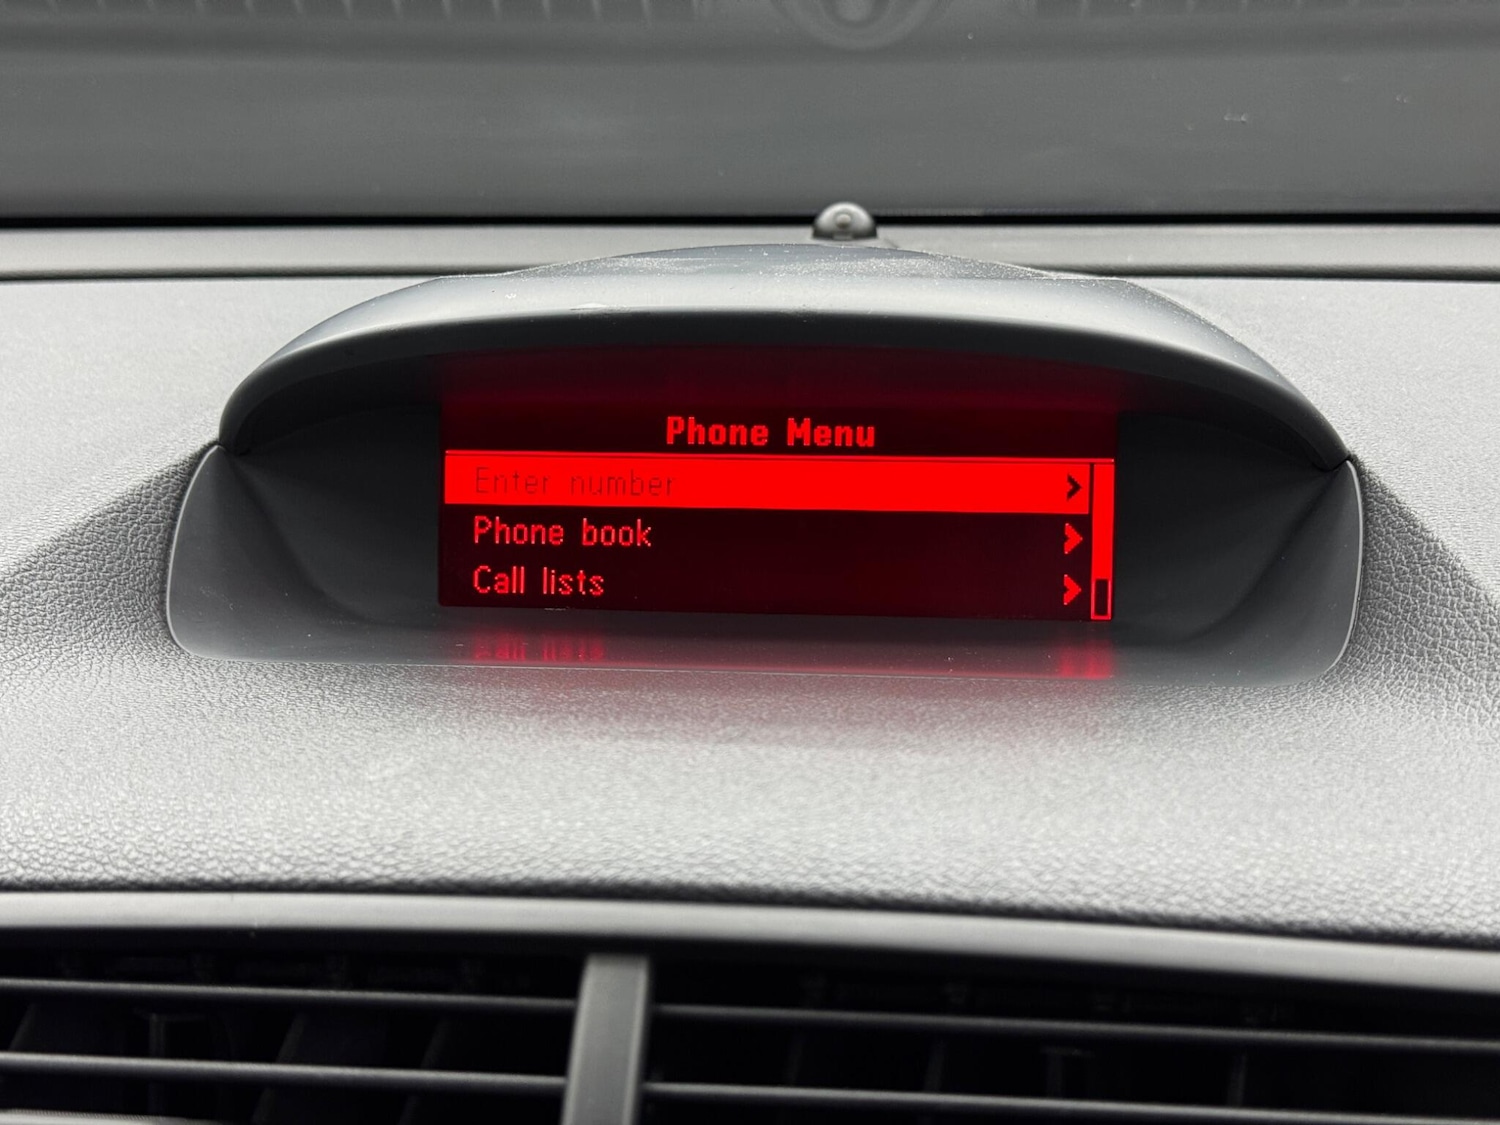 Phone Menu
Enter number
Phone book
Call lists